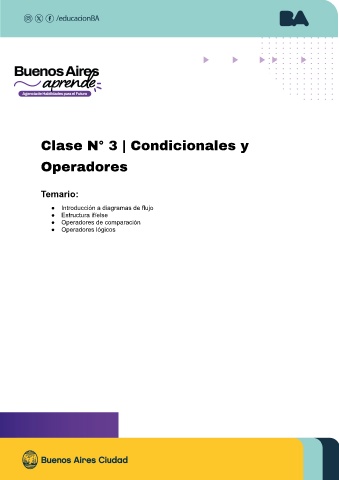 /educacionBA
BA
Buenos Aires
aprende
Agencia de Habilidades para el Futuro
Clase N° 3 | Condicionales y
Operadores
Temario:
● Introducción a diagramas de flujo
● Estructura if/else
● Operadores de comparación
● Operadores lógicos
Buenos Aires Ciudad